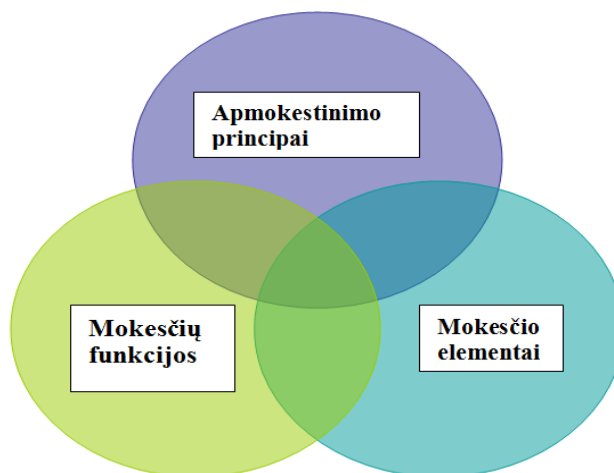 Apmokestinimo
principai
Mokesčių
funkcijos
Mokesčio
elementai